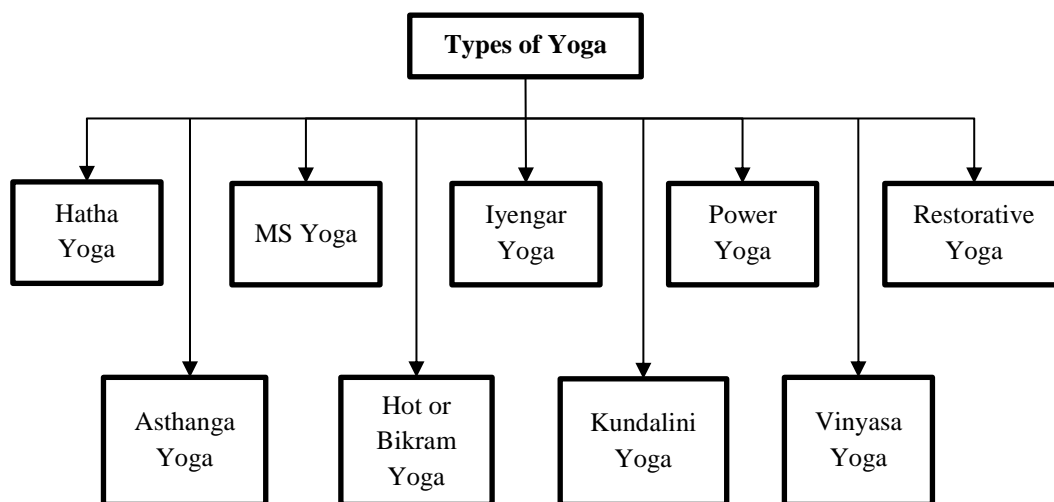 Types of Yoga
Hatha
Yoga
MS Yoga
Iyengar
Yoga
Power
Yoga
Restorative
Yoga
Asthanga
Yoga
Hot or
Bikram
Yoga
Kundalini
Yoga
Vinyasa
Yoga